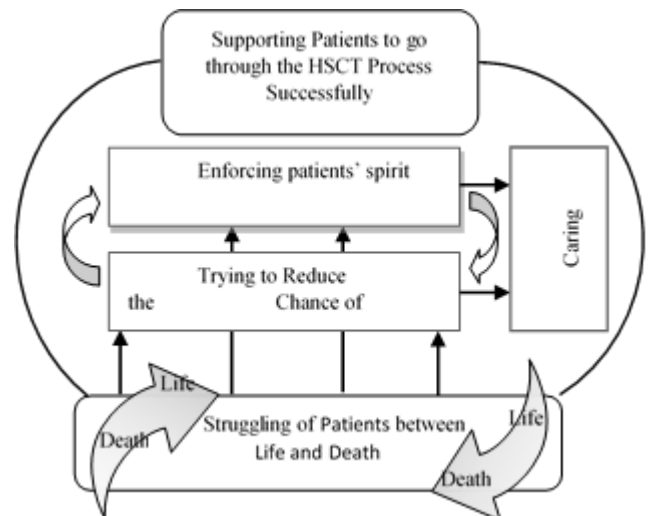 Supporting Patients to go
through the HSCT Process
Successfully
Enforcing patients’ spirit
Caring
Trying to Reduce
the Chance of
Life
Death
Struggling of Patients between
Life and Death
Life
Death